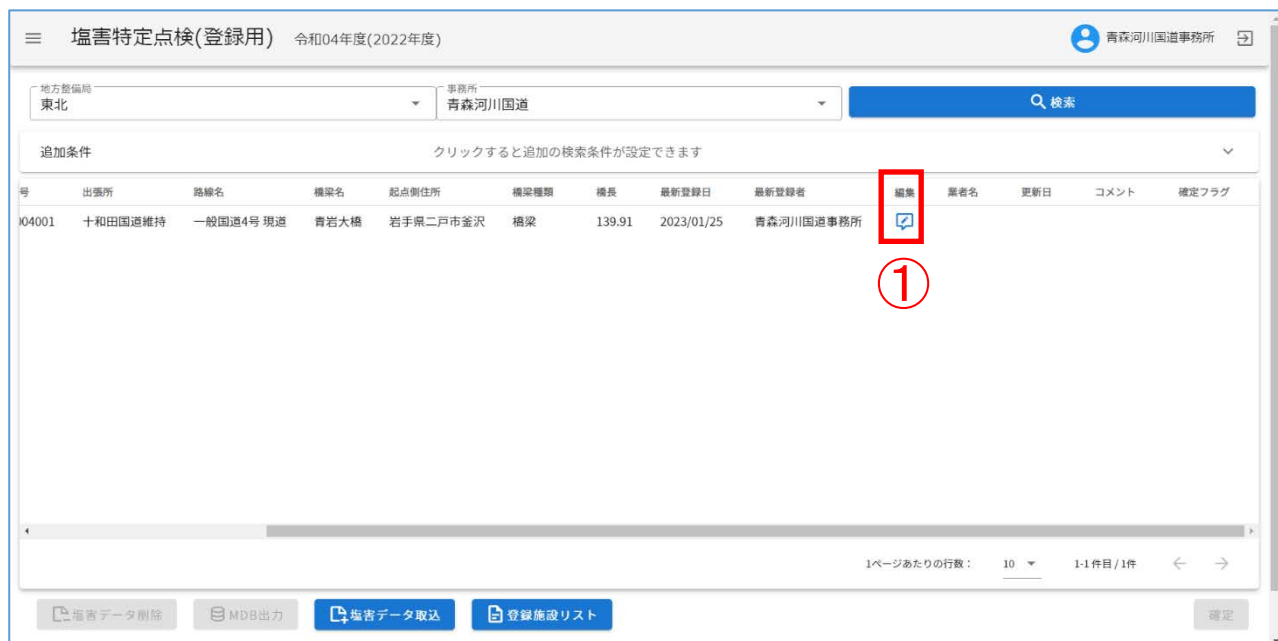 塩害特定点検(登録用) 令和04年度(2022年度) 青森河川国道事務所
地方整備局 事務所
東北 青森河川国道 検索
追加条件 クリックすると追加の検索条件が設定できます
号 出張所 路線名 橋梁名 起点側住所 橋梁種類 橋長 最新登録日 最新登録者 編集 業者名 更新日 コメント 確定フラグ
04001 十和田国道維持 一般国道4号 現道 青岩大橋 岩手県二戸市釜沢 橋梁 139.91 2023/01/25 青森河川国道事務所
①
1ページあたりの行数： 10 1-1 件目 / 1件
塩害データ削除 MDB出力 塩害データ取込 登録施設リスト 確定